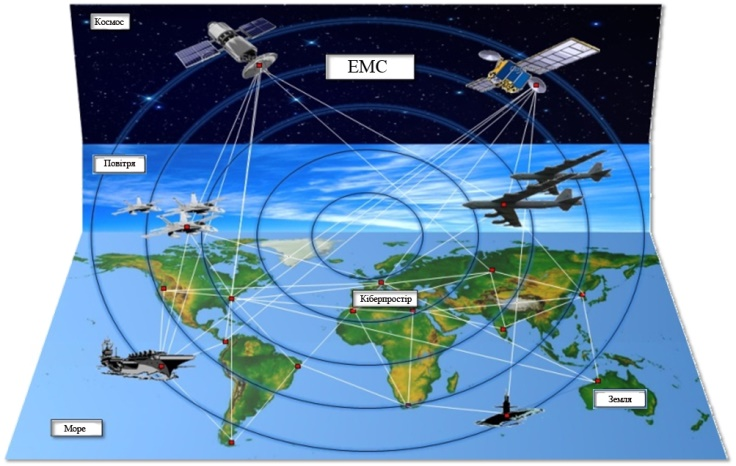 Космос
ЕМС
Повітря
Кіберпростір
Земля
Море